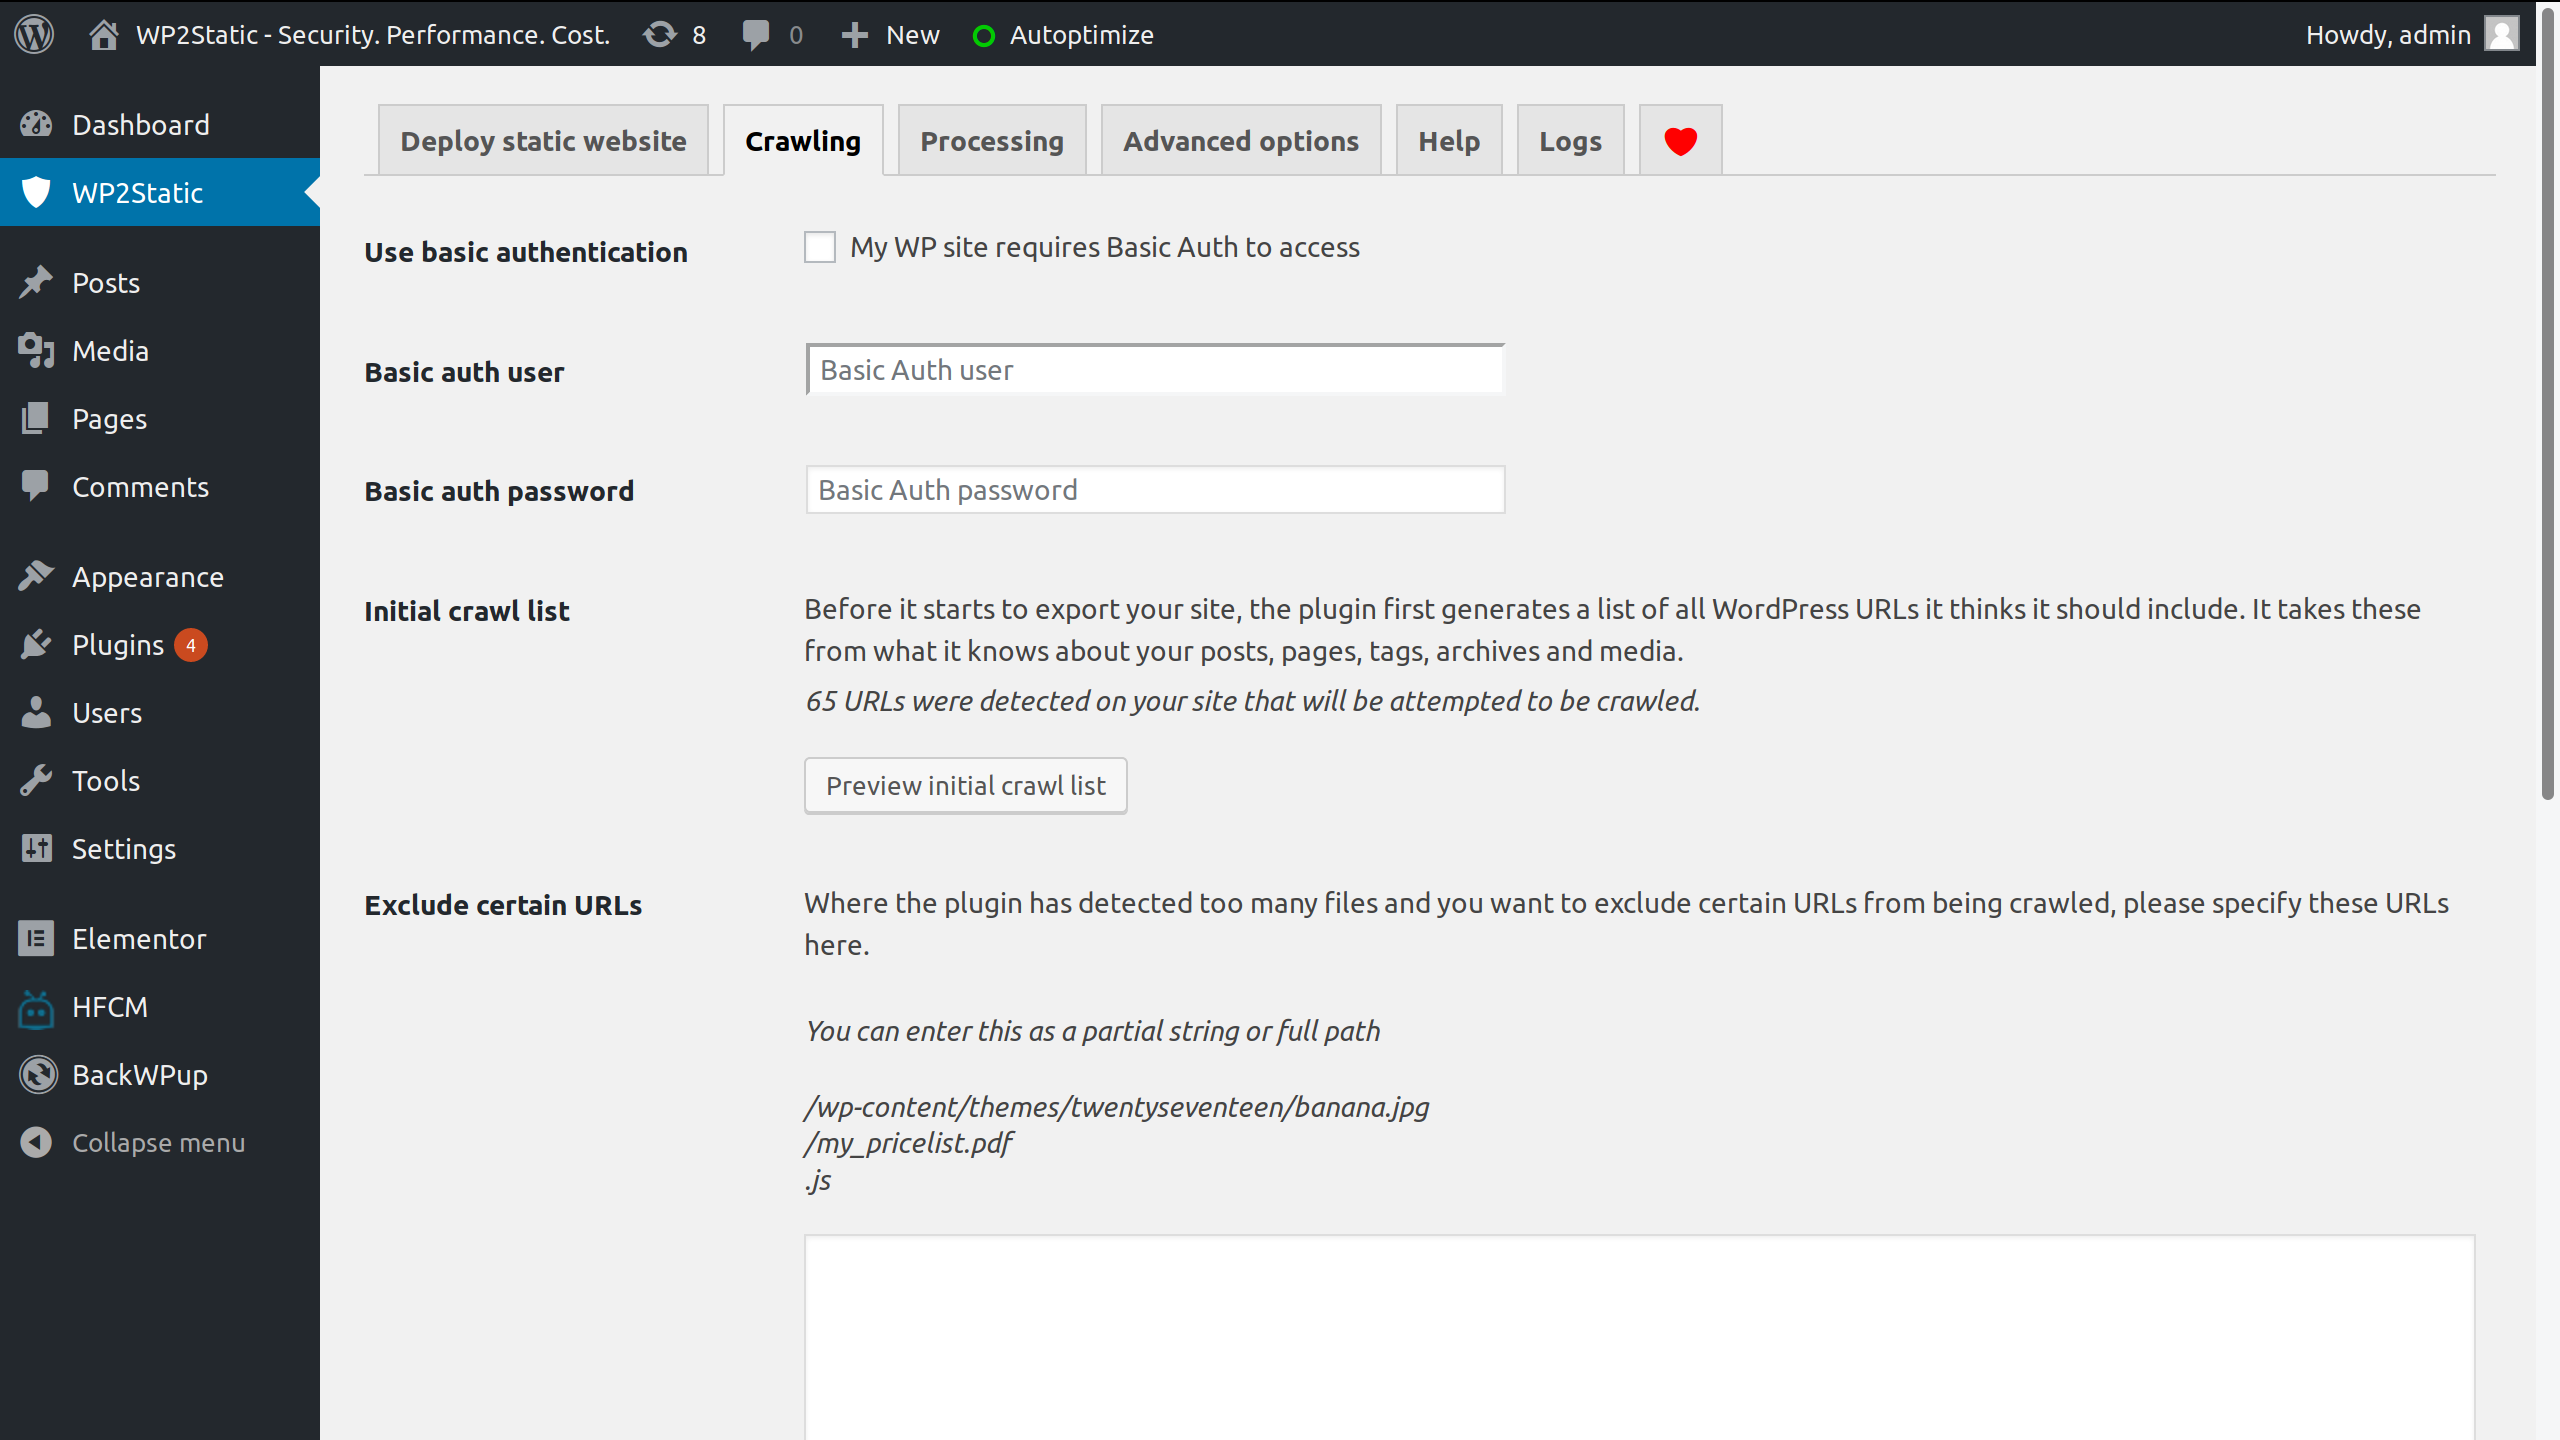 WP2Static - Security. Performance. Cost. 8 0 New Autoptimize Howdy, admin
Dashboard
WP2Static
Posts
Media
Pages
Comments
Appearance
Plugins 4
Users
Tools
Settings
Elementor
HFCM
BackWPup
Collapse menu
Deploy static website Crawling Processing Advanced options Help Logs
Use basic authentication My WP site requires Basic Auth to access
Basic auth user Basic Auth user
Basic auth password Basic Auth password
Initial crawl list Before it starts to export your site, the plugin first generates a list of all WordPress URLs it thinks it should include. It takes these
from what it knows about your posts, pages, tags, archives and media.
65 URLs were detected on your site that will be attempted to be crawled.
Preview initial crawl list
Exclude certain URLs Where the plugin has detected too many files and you want to exclude certain URLs from being crawled, please specify these URLs
here.
You can enter this as a partial string or full path
/wp-content/themes/twentyseventeen/banana.jpg
/my_pricelist.pdf
.js